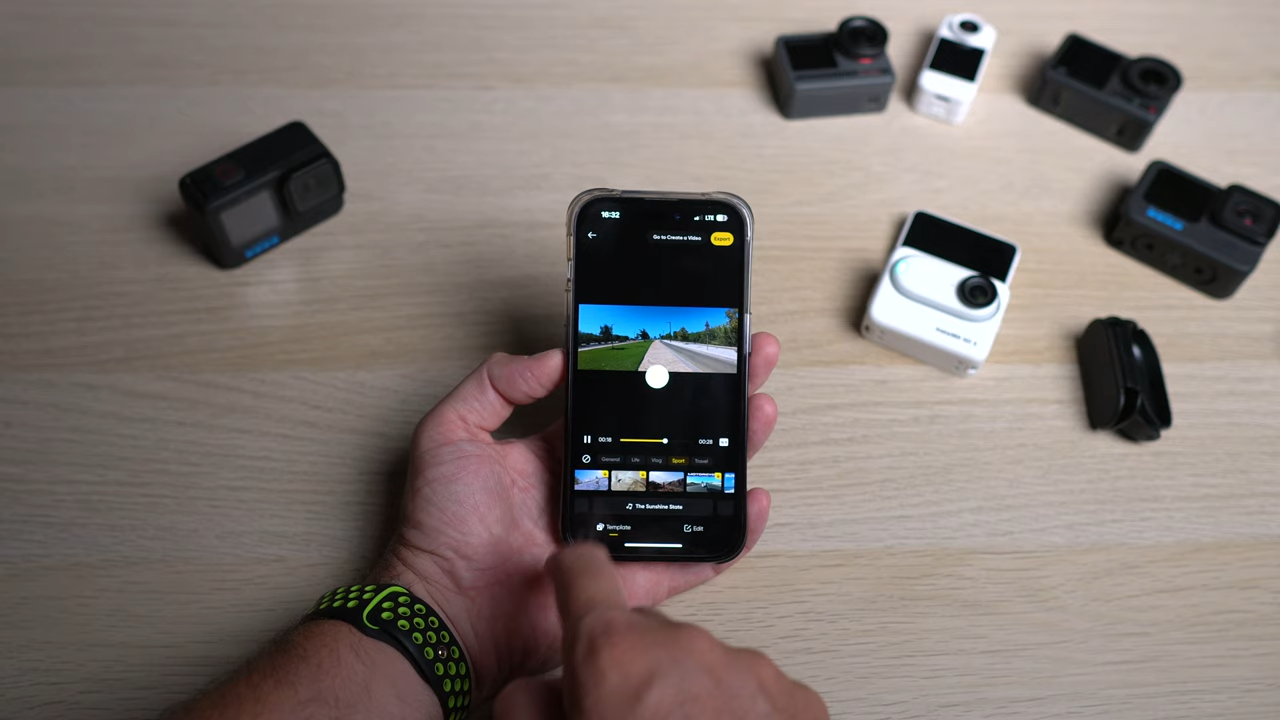 16:32
LTE
Go to Create a Video
Export
00:18
00:28
General Life Vlog Sport Travel
The Sunshine State
Template
Edit